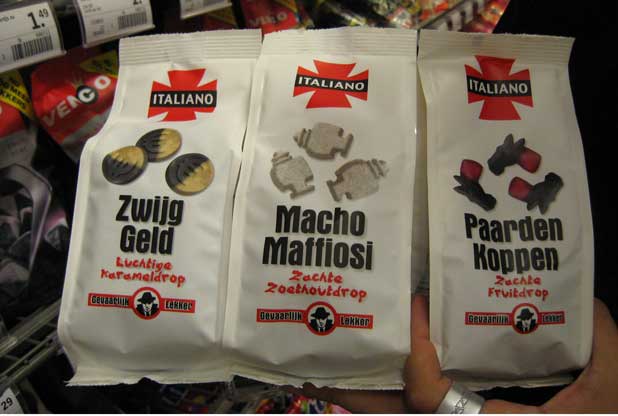 1.49
VENCO
ITALIANO
Zwijg
Geld
Luchtige
Karameldrop
Gevaarlijk Lekker
ITALIANO
Macho
Maffiosi
Zachte
Zoethoutdrop
Gevaarlijk Lekker
ITALIANO
Paarden
Koppen
Zachte
Fruitdrop
Gevaarlijk Lekker
29